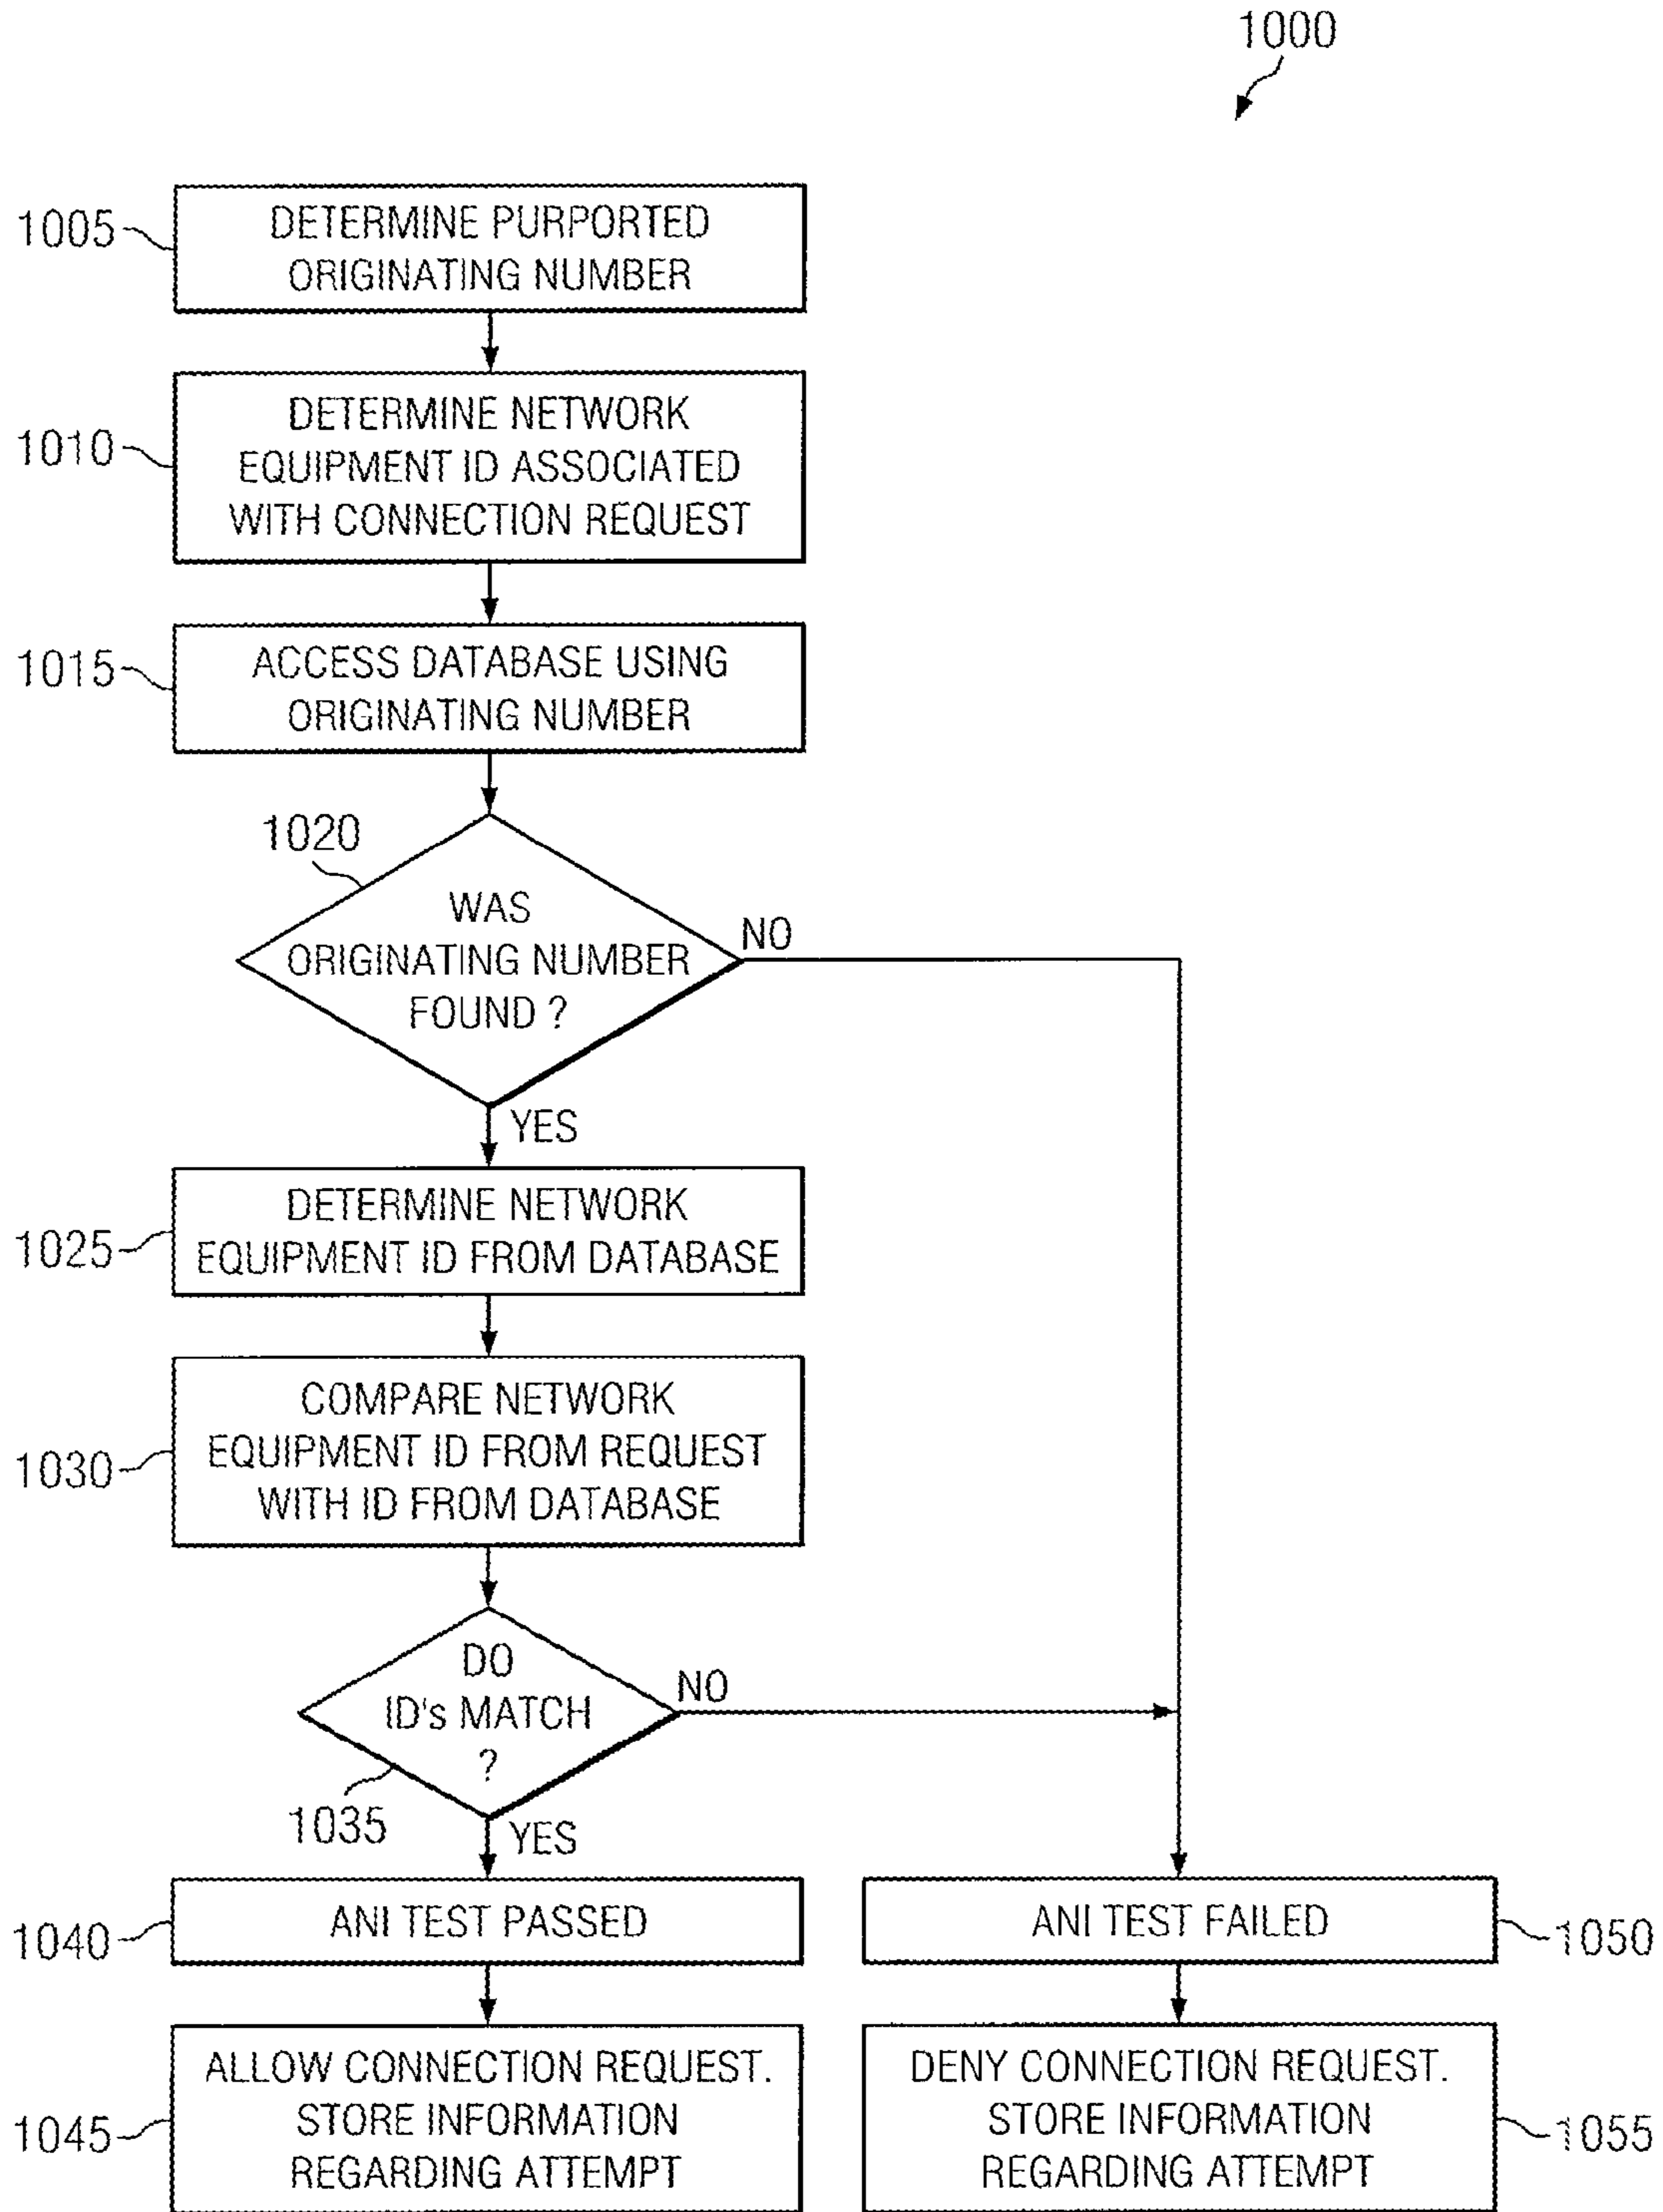 1000
1005
DETERMINE PURPORTED
ORIGINATING NUMBER
1010
DETERMINE NETWORK
EQUIPMENT ID ASSOCIATED
WITH CONNECTION REQUEST
1015
ACCESS DATABASE USING
ORIGINATING NUMBER
1020
WAS
ORIGINATING NUMBER
FOUND ?
NO
YES
1025
DETERMINE NETWORK
EQUIPMENT ID FROM DATABASE
1030
COMPARE NETWORK
EQUIPMENT ID FROM REQUEST
WITH ID FROM DATABASE
DO
ID's MATCH
?
NO
1035
YES
1040
ANI TEST PASSED
ANI TEST FAILED
1050
1045
ALLOW CONNECTION REQUEST.
STORE INFORMATION
REGARDING ATTEMPT
DENY CONNECTION REQUEST.
STORE INFORMATION
REGARDING ATTEMPT
1055